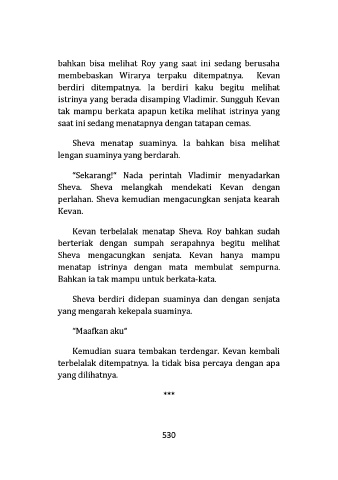 bahkan bisa melihat Roy yang saat ini sedang berusaha
membebaskan Wirarya terpaku ditempatnya. Kevan
berdiri ditempatnya. Ia berdiri kaku begitu melihat
istrinya yang berada disamping Vladimir. Sungguh Kevan
tak mampu berkata apapun ketika melihat istrinya yang
saat ini sedang menatapnya dengan tatapan cemas.
Sheva menatap suaminya. Ia bahkan bisa melihat
lengan suaminya yang berdarah.
"Sekarang!" Nada perintah Vladimir menyadarkan
Sheva. Sheva melangkah mendekati Kevan dengan
perlahan. Sheva kemudian mengacungkan senjata kearah
Kevan.
Kevan terbelalak menatap Sheva. Roy bahkan sudah
berteriak dengan sumpah serapahnya begitu melihat
Sheva mengacungkan senjata. Kevan hanya mampu
menatap istrinya dengan mata membulat sempurna.
Bahkan ia tak mampu untuk berkata-kata.
Sheva berdiri didepan suaminya dan dengan senjata
yang mengarah kekepala suaminya.
"Maafkan aku"
Kemudian suara tembakan terdengar. Kevan kembali
terbelalak ditempatnya. Ia tidak bisa percaya dengan apa
yang dilihatnya.
***
530